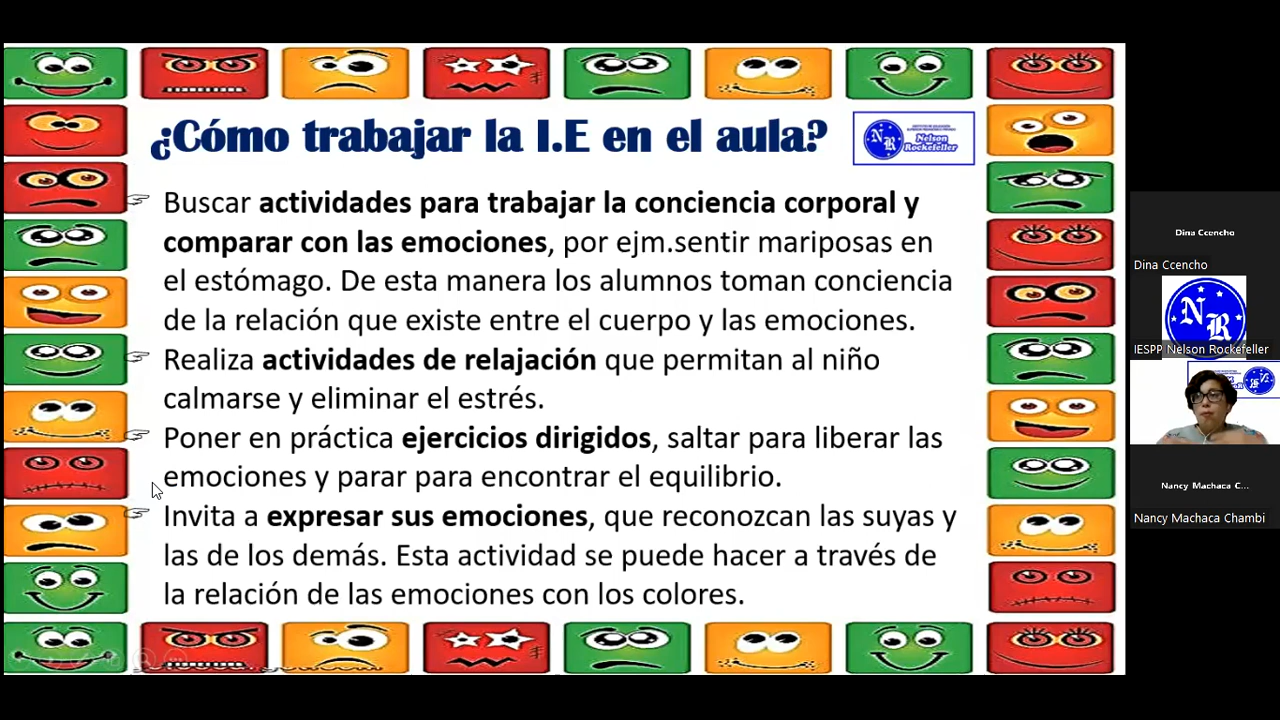 ¿Cómo trabajar la I.E en el aula?
NR
Nelson
Rockefeller
Buscar actividades para trabajar la conciencia corporal y
comparar con las emociones, por ejm.sentir mariposas en
el estómago. De esta manera los alumnos toman conciencia
de la relación que existe entre el cuerpo y las emociones.
Realiza actividades de relajación que permitan al niño
calmarse y eliminar el estrés.
Poner en práctica ejercicios dirigidos, saltar para liberar las
emociones y parar para encontrar el equilibrio.
Invita a expresar sus emociones, que reconozcan las suyas y
las de los demás. Esta actividad se puede hacer a través de
la relación de las emociones con los colores.
Dina Ccencho
Dina Ccencho
NR
IESPP Nelson Rockefeller
Nancy Machaca C...
Nancy Machaca Chambi